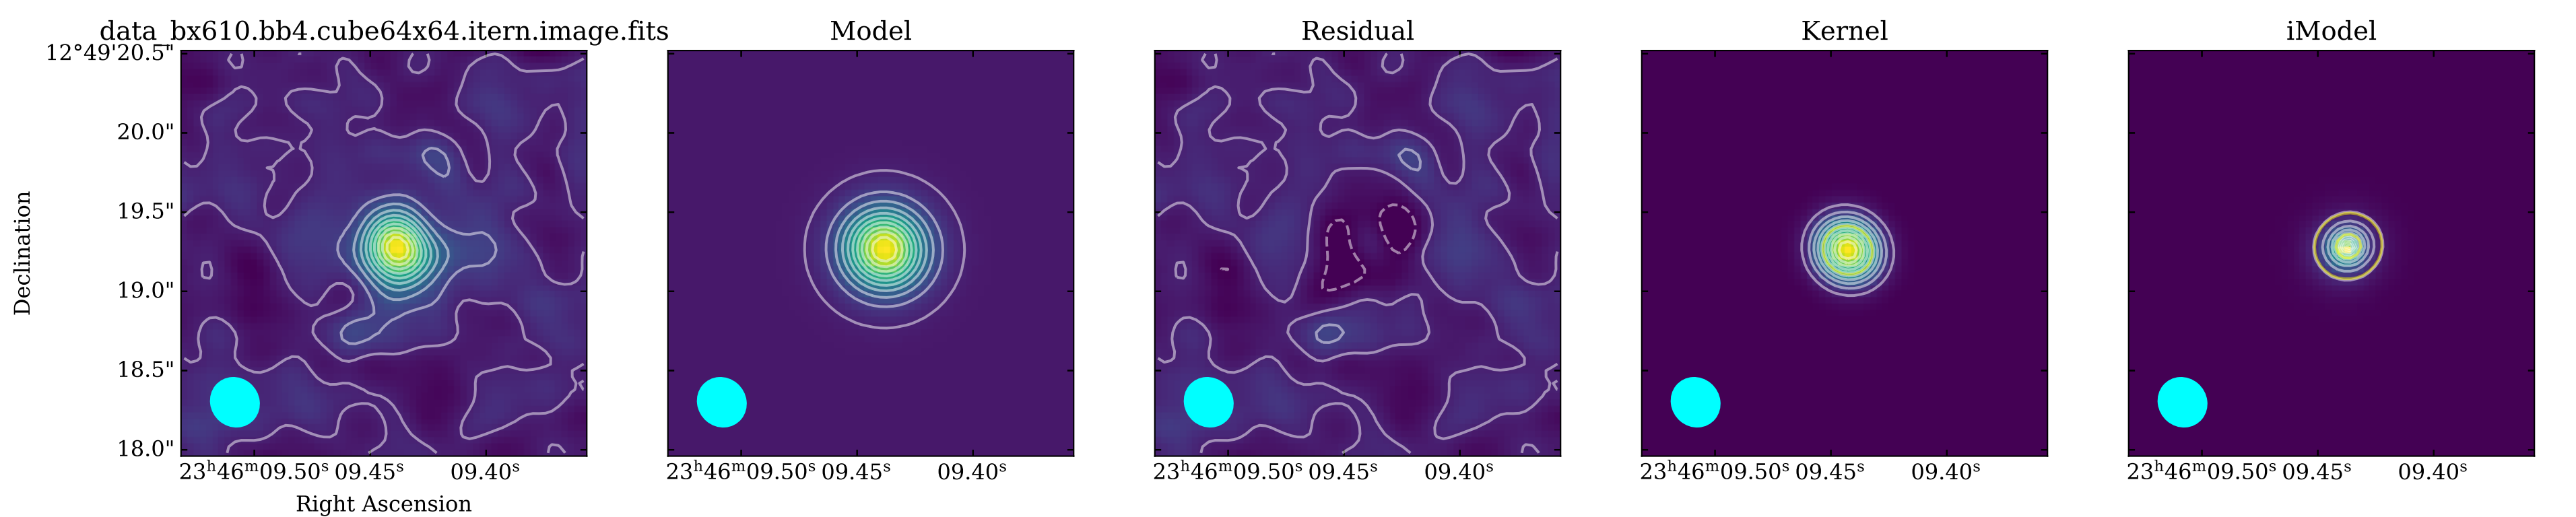 data_bx610.bb4.cube64x64.itern.image.fits
Model
Residual
Kernel
iModel
12°49'20.5"
20.0"
19.5"
19.0"
18.5"
18.0"
Declination
23ʰ46ᵐ09.50ˢ 09.45ˢ 09.40ˢ
23ʰ46ᵐ09.50ˢ 09.45ˢ 09.40ˢ
23ʰ46ᵐ09.50ˢ 09.45ˢ 09.40ˢ
23ʰ46ᵐ09.50ˢ 09.45ˢ 09.40ˢ
23ʰ46ᵐ09.50ˢ 09.45ˢ 09.40ˢ
Right Ascension